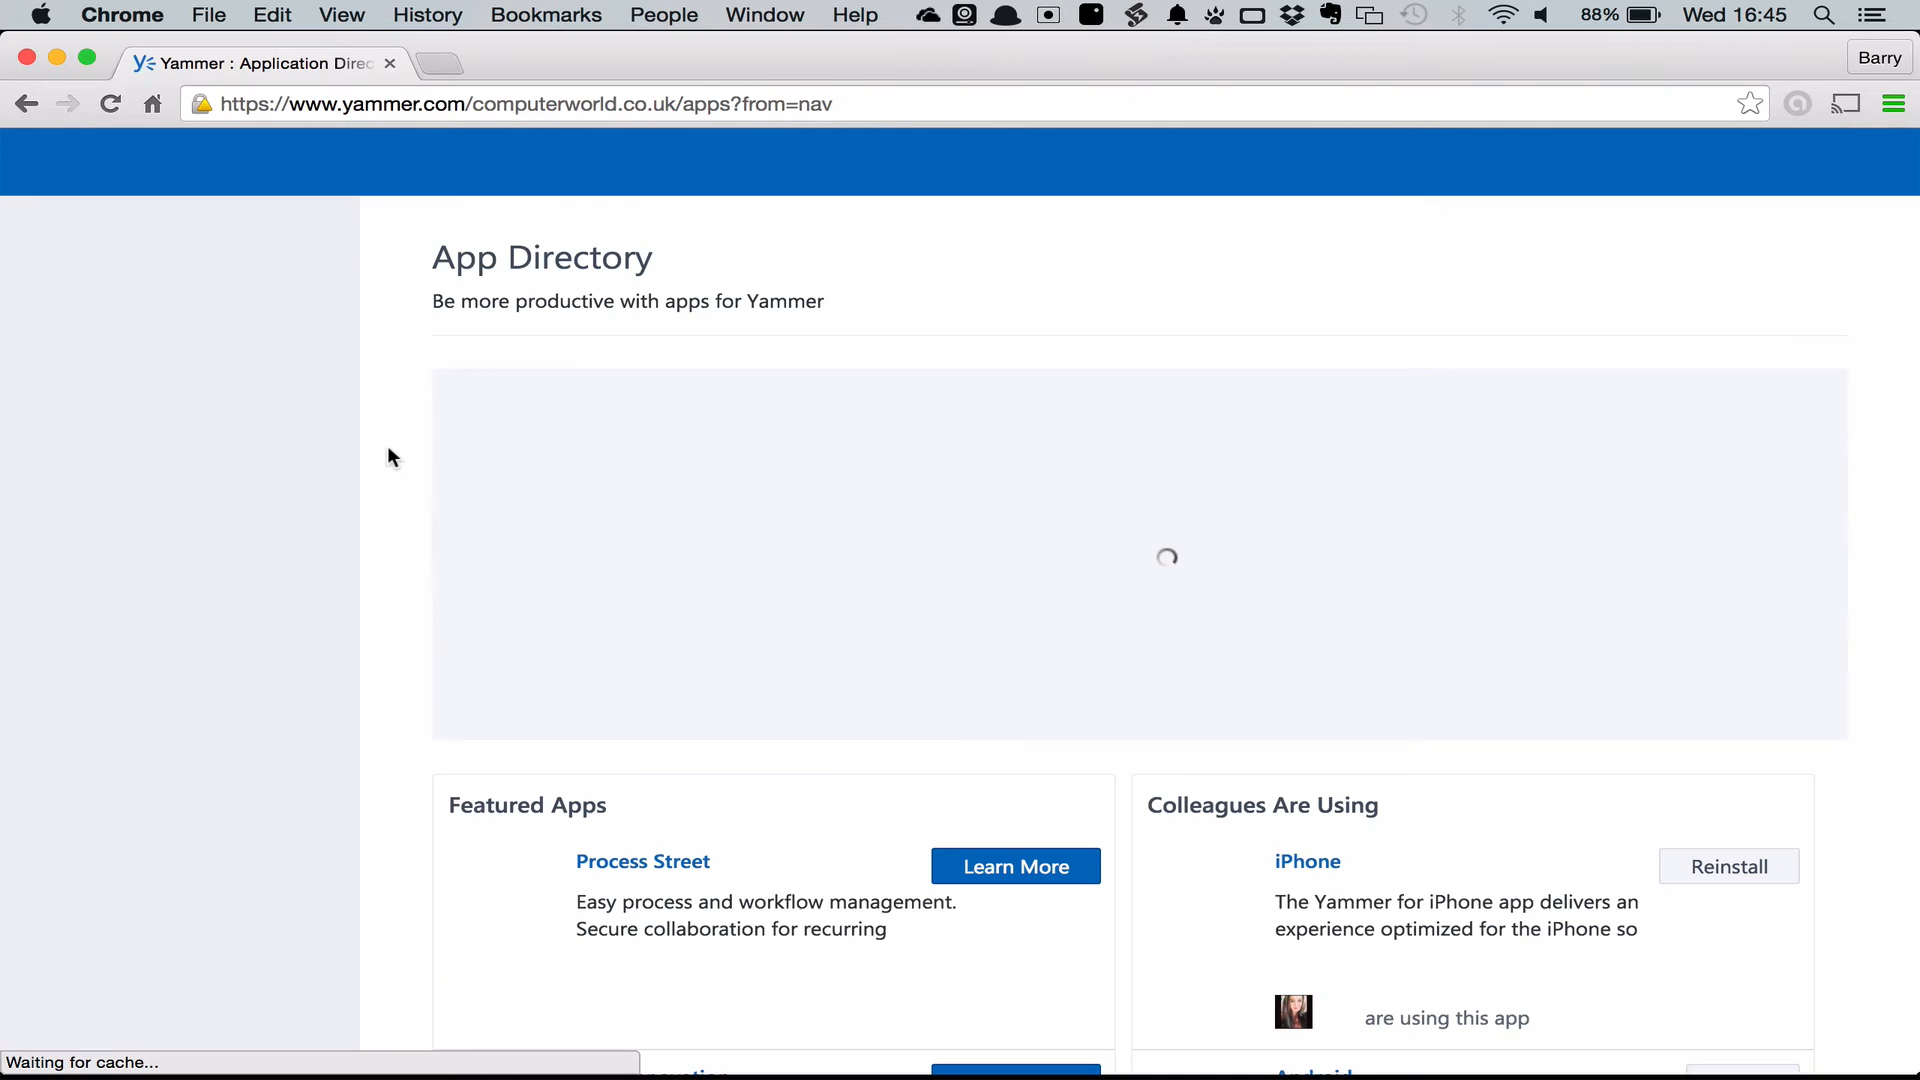 Chrome File Edit View History Bookmarks People Window Help 88% Wed 16:45
Yammer : Application Direc
Barry
https://www.yammer.com/computerworld.co.uk/apps?from=nav
App Directory
Be more productive with apps for Yammer
Featured Apps
Process Street
Learn More
Easy process and workflow management.
Secure collaboration for recurring
Colleagues Are Using
iPhone
Reinstall
The Yammer for iPhone app delivers an
experience optimized for the iPhone so
are using this app
Android
Waiting for cache...